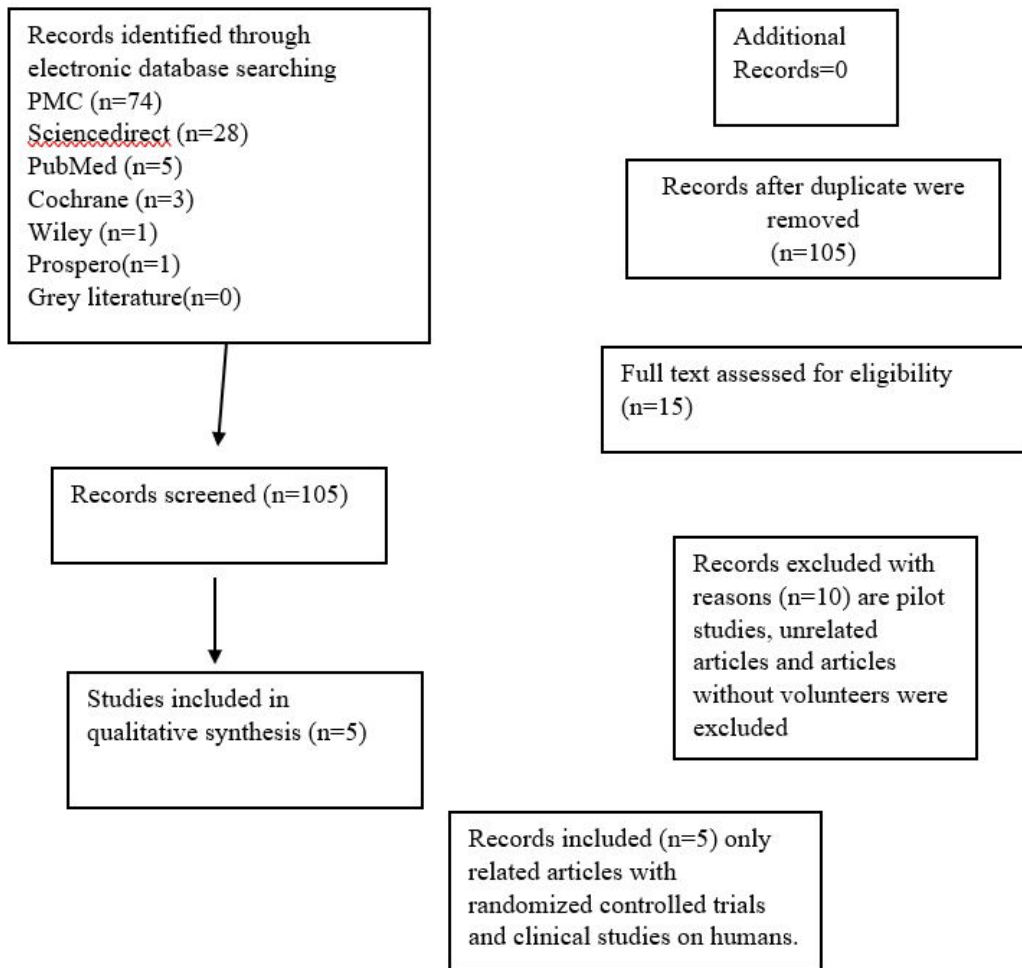 Records identified through
electronic database searching
PMC (n=74)
Sciencedirect (n=28)
PubMed (n=5)
Cochrane (n=3)
Wiley (n=1)
Prospero(n=1)
Grey literature(n=0)
Additional
Records=0
Records after duplicate were
removed
(n=105)
Full text assessed for eligibility
(n=15)
Records screened (n=105)
Records excluded with
reasons (n=10) are pilot
studies, unrelated
articles and articles
without volunteers were
excluded
Studies included in
qualitative synthesis (n=5)
Records included (n=5) only
related articles with
randomized controlled trials
and clinical studies on humans.